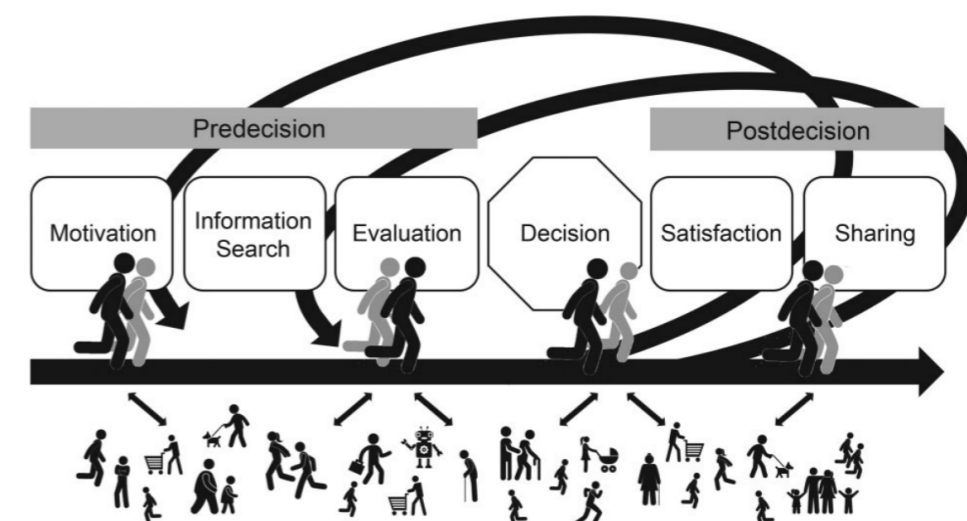 Predecision
Postdecision
Motivation
Information
Search
Evaluation
Decision
Satisfaction
Sharing